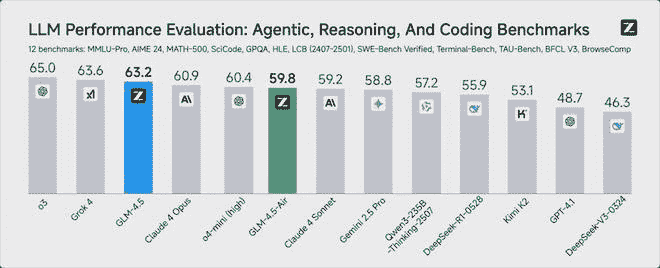 LLM Performance Evaluation: Agentic, Reasoning, And Coding Benchmarks
12 benchmarks: MMLU-Pro, AIME 24, MATH-500, SciCode, GPQA, HLE, LCB (2407-2501), SWE-Bench Verified, Terminal-Bench, TAU-Bench, BFCL V3, BrowseComp
65.0
63.6
63.2
60.9
60.4
59.8
59.2
58.8
57.2
55.9
53.1
48.7
46.3
o3
Grok 4
GLM-4.5
Claude 4 Opus
o4-mini (high)
GLM-4.5-Air
Claude 4 Sonnet
Gemini 2.5 Pro
Qwen3-235B
-Thinking-2507
DeepSeek-R1-0528
Kimi K2
GPT-4.1
DeepSeek-V3-0324